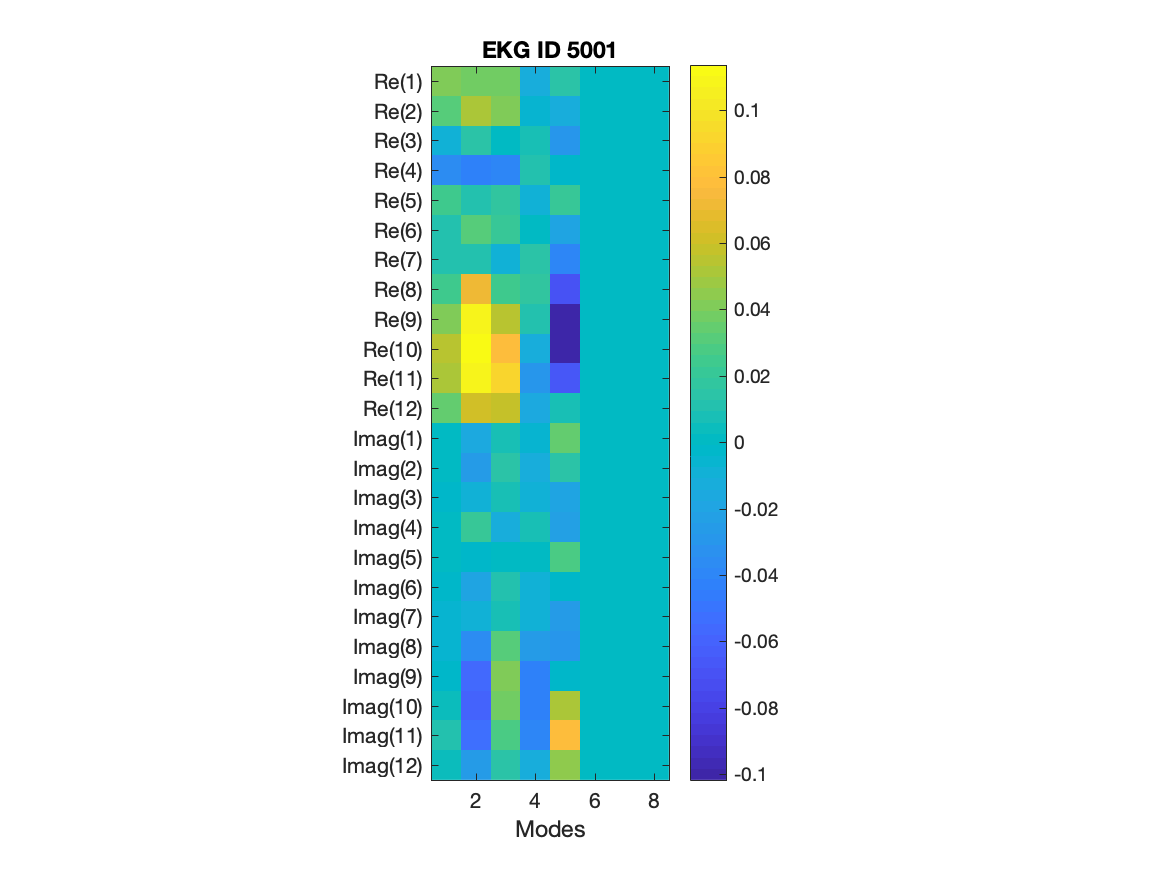 EKG ID 5001
Re(1)
Re(2)
Re(3)
Re(4)
Re(5)
Re(6)
Re(7)
Re(8)
Re(9)
Re(10)
Re(11)
Re(12)
Imag(1)
Imag(2)
Imag(3)
Imag(4)
Imag(5)
Imag(6)
Imag(7)
Imag(8)
Imag(9)
Imag(10)
Imag(11)
Imag(12)
2 4 6 8
Modes
0.1
0.08
0.06
0.04
0.02
0
-0.02
-0.04
-0.06
-0.08
-0.1